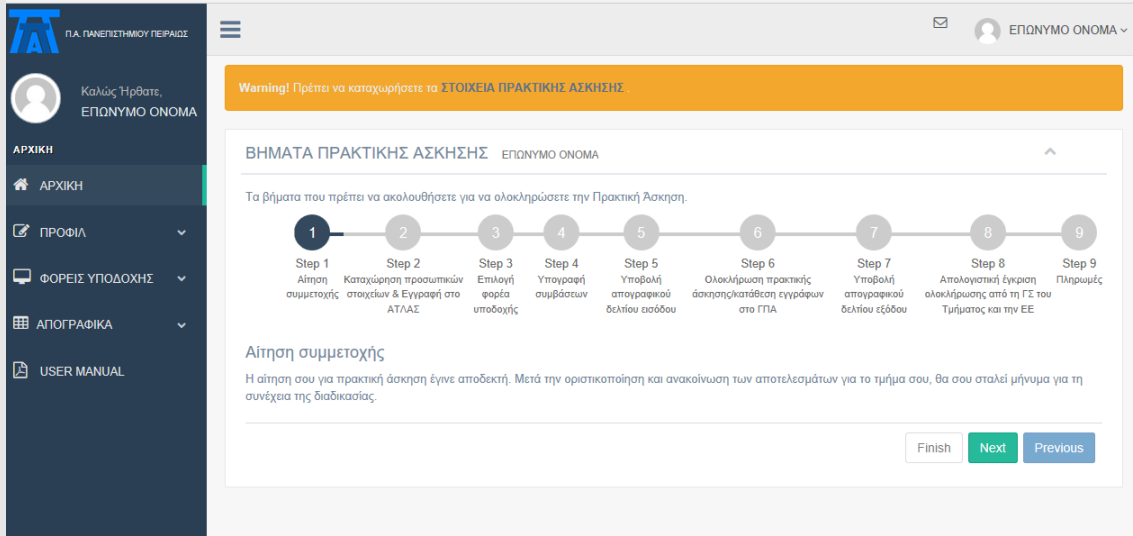 Π.Α. ΠΑΝΕΠΙΣΤΗΜΙΟΥ ΠΕΙΡΑΙΩΣ
ΕΠΩΝΥΜΟ ΟΝΟΜΑ
Καλώς Ήρθατε,
ΕΠΩΝΥΜΟ ΟΝΟΜΑ
ΑΡΧΙΚΗ
ΑΡΧΙΚΗ
ΠΡΟΦΙΛ
ΦΟΡΕΙΣ ΥΠΟΔΟΧΗΣ
ΑΠΟΓΡΑΦΙΚΑ
USER MANUAL
Warning! Πρέπει να καταχωρήσετε τα ΣΤΟΙΧΕΙΑ ΠΡΑΚΤΙΚΗΣ ΑΣΚΗΣΗΣ.
ΒΗΜΑΤΑ ΠΡΑΚΤΙΚΗΣ ΑΣΚΗΣΗΣ ΕΠΩΝΥΜΟ ΟΝΟΜΑ
Τα βήματα που πρέπει να ακολουθήσετε για να ολοκληρώσετε την Πρακτική Άσκηση.
1
Step 1
Αίτηση
συμμετοχής
2
Step 2
Καταχώρηση προσωπικών
στοιχείων & Εγγραφή στο
ΑΤΛΑΣ
3
Step 3
Επιλογή
φορέα
υποδοχής
4
Step 4
Υπογραφή
συμβάσεων
5
Step 5
Υποβολή
απογραφικού
δελτίου εισόδου
6
Step 6
Ολοκλήρωση πρακτικής
άσκησης/κατάθεση εγγράφων
στο ΓΠΑ
7
Step 7
Υποβολή
απογραφικού
δελτίου εξόδου
8
Step 8
Απολογιστική έγκριση
ολοκλήρωσης από τη ΓΣ του
Τμήματος και την ΕΕ
9
Step 9
Πληρωμές
Αίτηση συμμετοχής
Η αίτηση σου για πρακτική άσκηση έγινε αποδεκτή. Μετά την οριστικοποίηση και ανακοίνωση των αποτελεσμάτων για το τμήμα σου, θα σου σταλεί μήνυμα για τη
συνέχεια της διαδικασίας.
Finish Next Previous